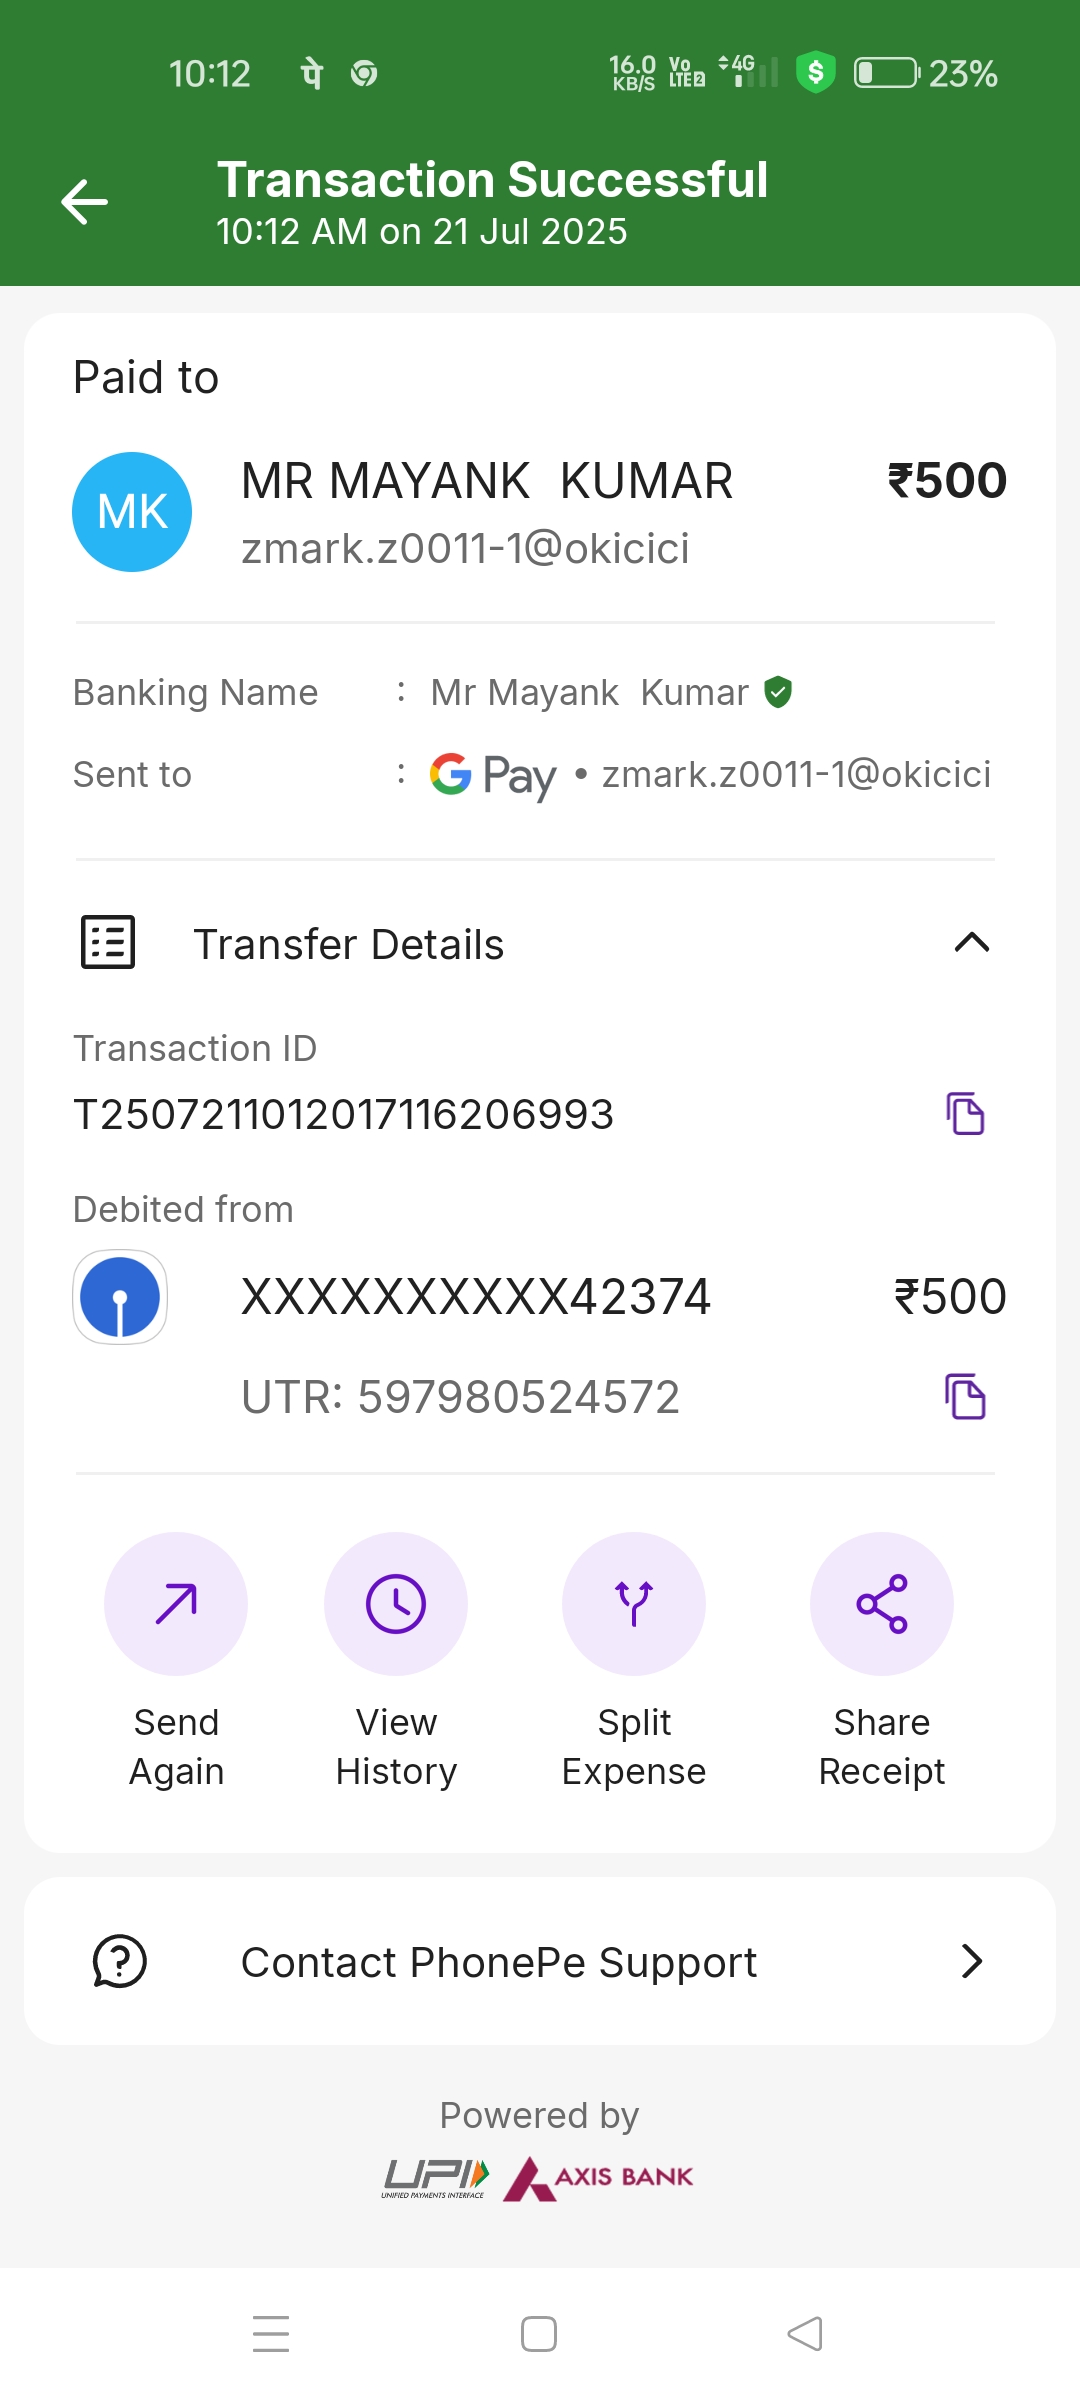 10:12 पे 16.0 KB/S Vo LTE 2 4G $ 23%
Transaction Successful
10:12 AM on 21 Jul 2025
Paid to
MK MR MAYANK  KUMAR ₹500
zmark.z0011-1@okicici
Banking Name : Mr Mayank  Kumar
Sent to : G Pay • zmark.z0011-1@okicici
Transfer Details
Transaction ID
T2507211012017116206993
Debited from
XXXXXXXXXX42374 ₹500
UTR: 597980524572
Send Again
View History
Split Expense
Share Receipt
Contact PhonePe Support
Powered by
UPI AXIS BANK
UNIFIED PAYMENTS INTERFACE